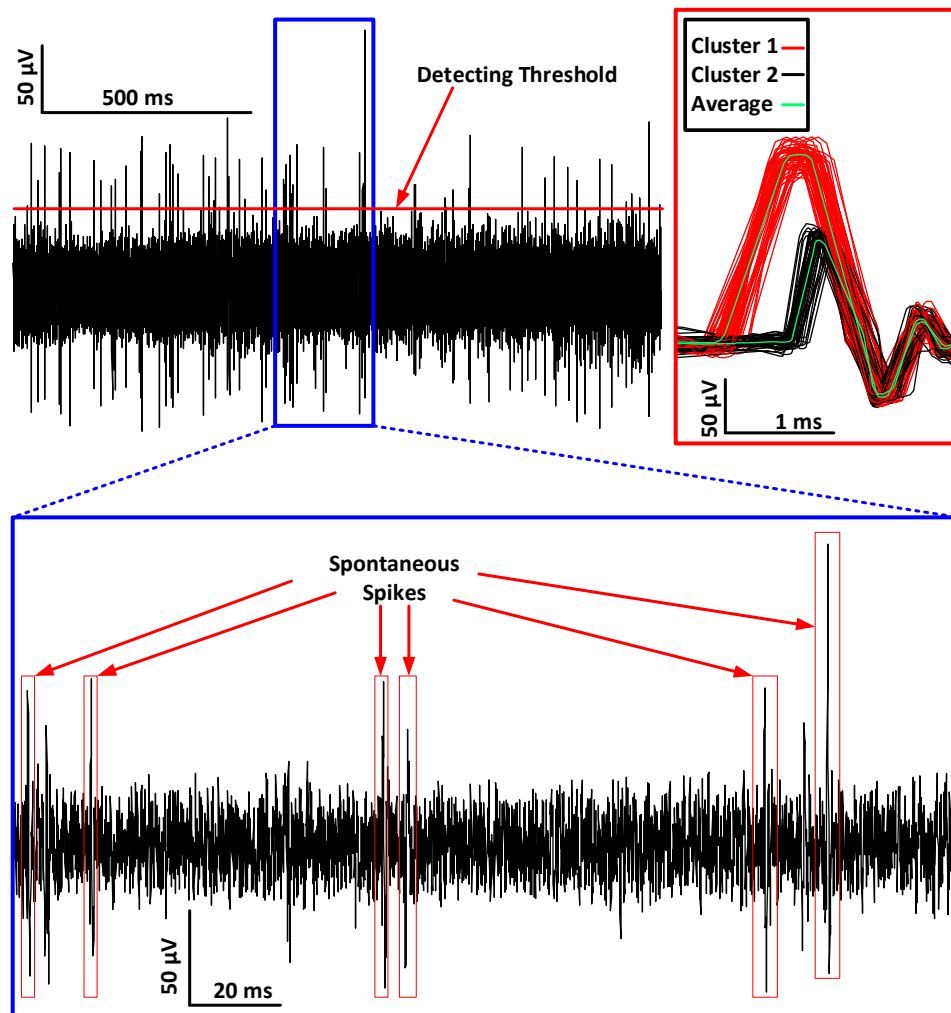 50 µV
500 ms
Detecting Threshold
Cluster 1
Cluster 2
Average
50 µV
1 ms
Spontaneous
Spikes
50 µV
20 ms